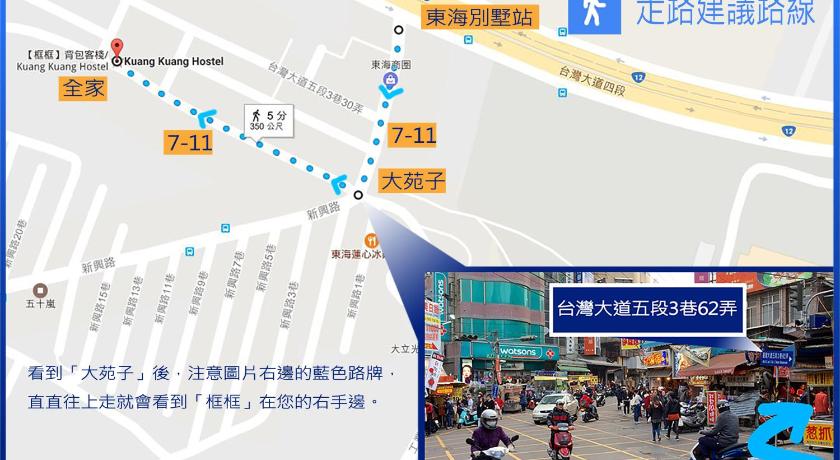 走路建議路線
東海別墅站
【框框】背包客棧/
Kuang Kuang Hostel
Kuang Kuang Hostel
全家
東海商圈
台灣大道五段3巷30弄
台灣大道四段
12
12
5 分
350 公尺
7-11
7-11
大苑子
新興路
新興路
東海蓮心冰
新興路20巷
新興路15巷
新興路13巷
新興路11巷
新興路9巷
新興路7巷
新興路5巷
新興路3巷
新興路1巷
五十嵐
大立光
台灣大道五段3巷62弄
watsons
看到「大苑子」後，注意圖片右邊的藍色路牌，
直直往上走就會看到「框框」在您的右手邊。